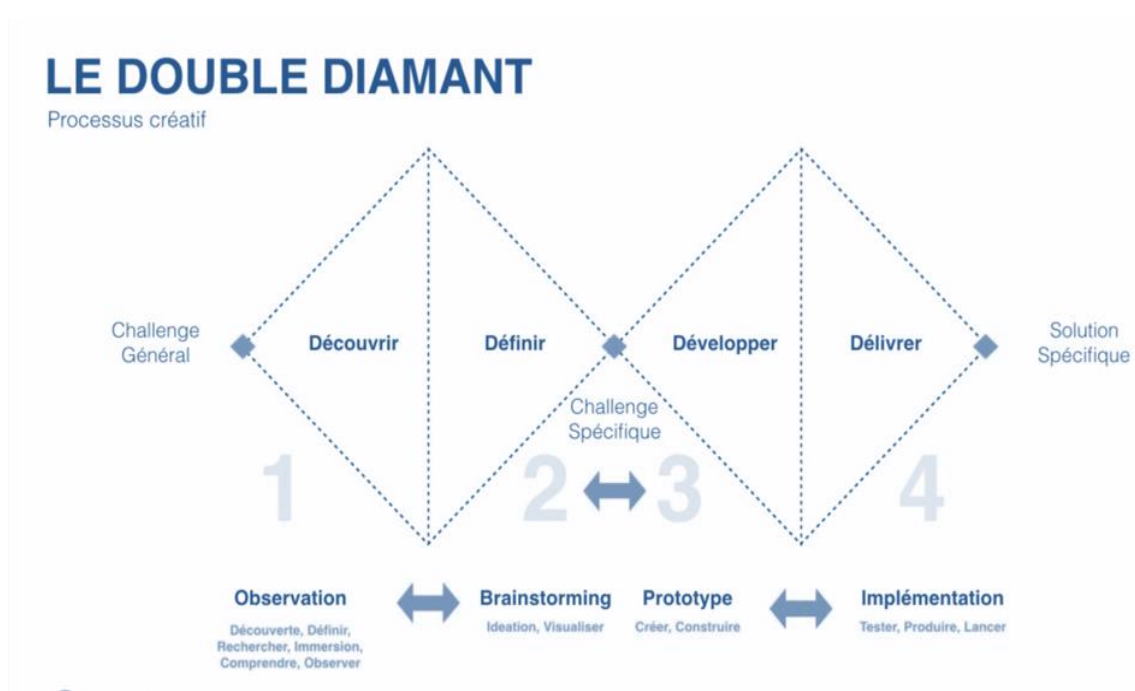 LE DOUBLE DIAMANT
Processus créatif
Challenge
Général
Découvrir
Définir
Développer
Délivrer
Solution
Spécifique
Challenge
Spécifique
1
2
3
4
Observation
Découverte, Définir,
Rechercher, Immersion,
Comprendre, Observer
Brainstorming
Ideation, Visualiser
Prototype
Créer, Construire
Implémentation
Tester, Produire, Lancer